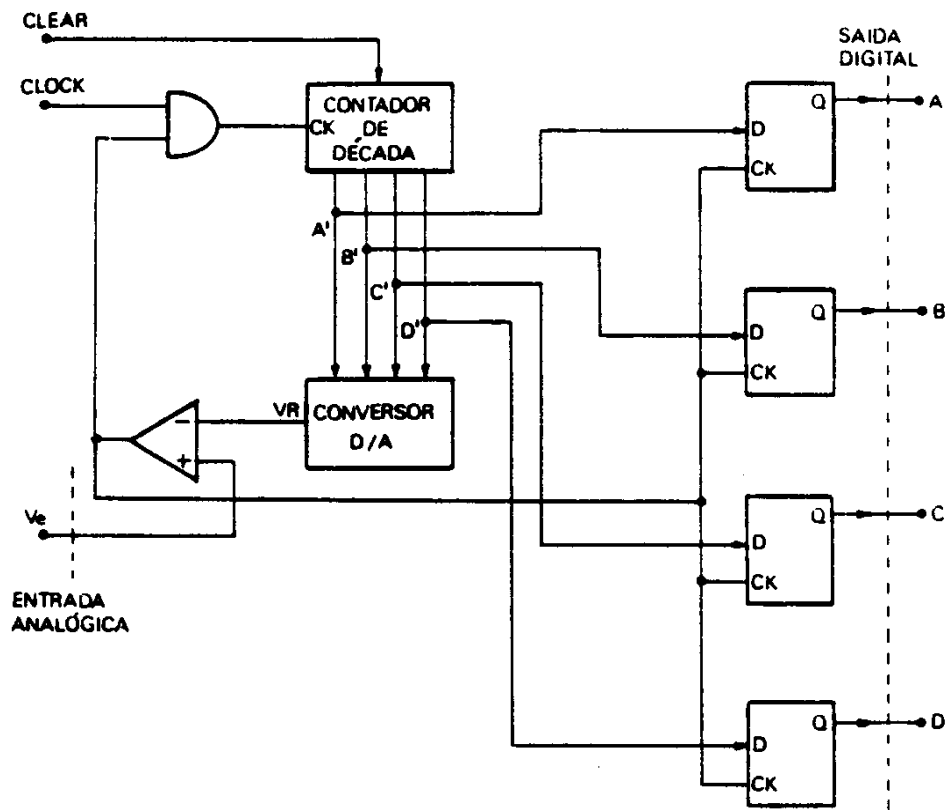 CLEAR
CLOCK
CONTADOR
DE
DÉCADA
CK
A'
B'
C'
D'
VR
CONVERSOR
D/A
-
+
Ve
ENTRADA
ANALÓGICA
SAIDA
DIGITAL
Q
D
CK
A
Q
D
CK
B
Q
D
CK
C
Q
D
CK
D